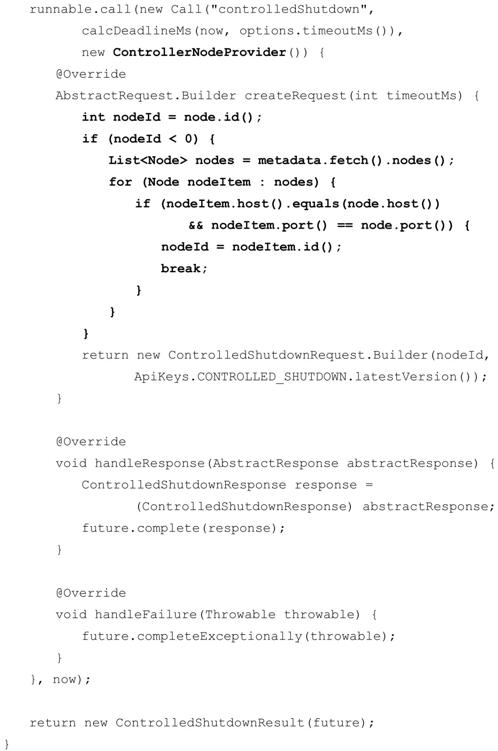 runnable.call(new Call("controlledShutdown",
calcDeadlineMs(now, options.timeoutMs()),
new ControllerNodeProvider()) {
@Override
AbstractRequest.Builder createRequest(int timeoutMs) {
int nodeId = node.id();
if (nodeId < 0) {
List<Node> nodes = metadata.fetch().nodes();
for (Node nodeItem : nodes) {
if (nodeItem.host().equals(node.host())
&& nodeItem.port() == node.port()) {
nodeId = nodeItem.id();
break;
}
}
}
return new ControlledShutdownRequest.Builder(nodeId,
ApiKeys.CONTROLLED_SHUTDOWN.latestVersion());
}
@Override
void handleResponse(AbstractResponse abstractResponse) {
ControlledShutdownResponse response =
(ControlledShutdownResponse) abstractResponse;
future.complete(response);
}
@Override
void handleFailure(Throwable throwable) {
future.completeExceptionally(throwable);
}
}, now);
return new ControlledShutdownResult(future);
}